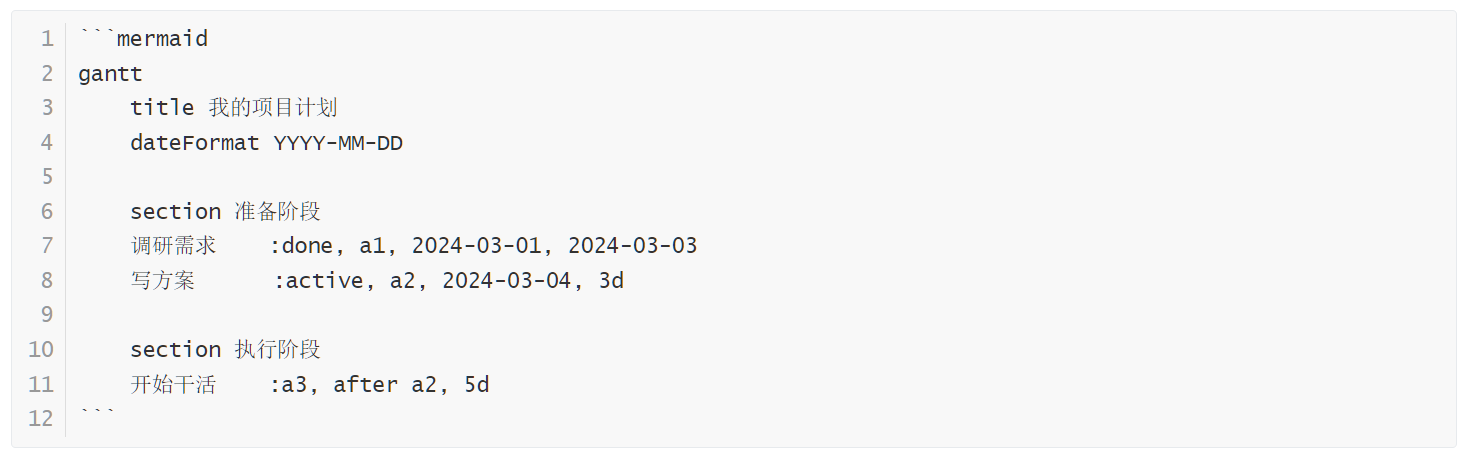 1 ```mermaid
2 gantt
3     title 我的项目计划
4     dateFormat YYYY-MM-DD
5
6     section 准备阶段
7     调研需求    :done, a1, 2024-03-01, 2024-03-03
8     写方案      :active, a2, 2024-03-04, 3d
9
10     section 执行阶段
11     开始干活    :a3, after a2, 5d
12 ```